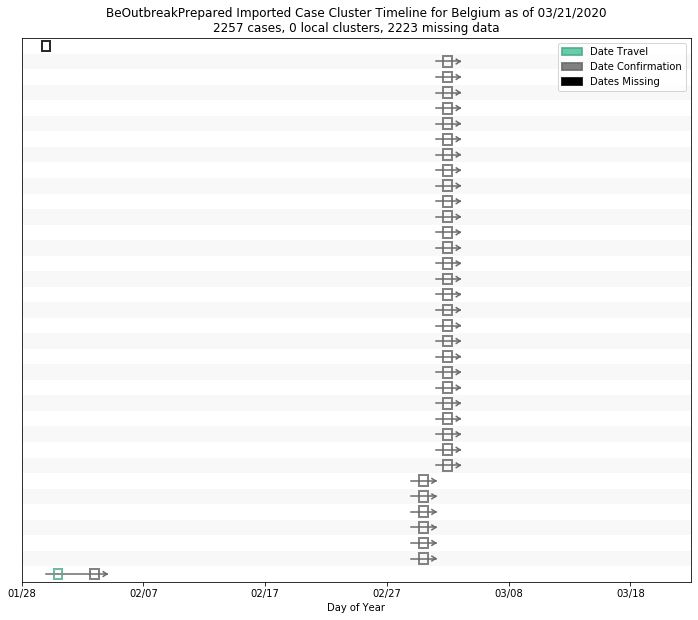 BeOutbreakPrepared Imported Case Cluster Timeline for Belgium as of 03/21/2020
2257 cases, 0 local clusters, 2223 missing data
Date Travel
Date Confirmation
Dates Missing
01/28 02/07 02/17 02/27 03/08 03/18
Day of Year